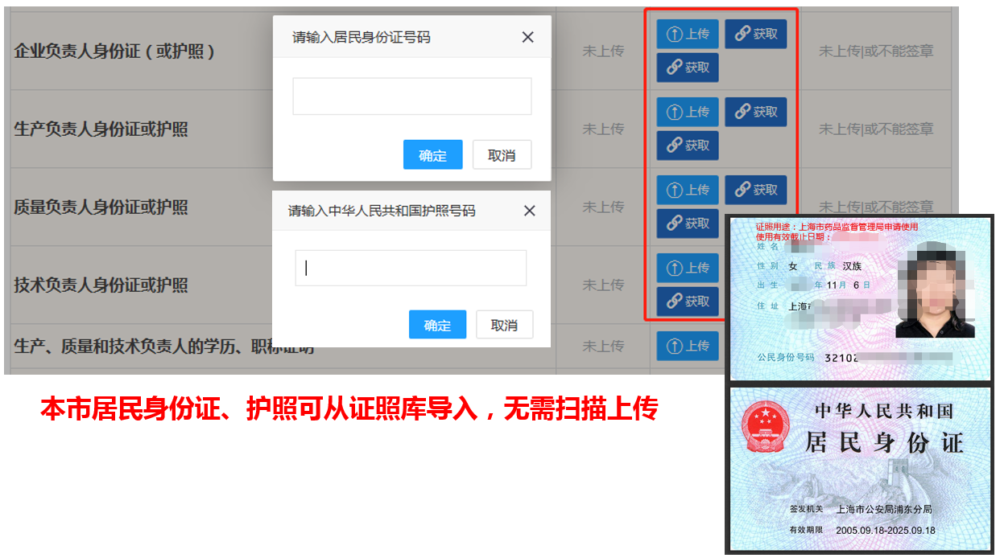 企业负责人身份证（或护照）
未上传
上传
获取
获取
未上传|或不能签章
生产负责人身份证或护照
未上传
上传
获取
获取
未上传|或不能签章
质量负责人身份证或护照
未上传
上传
获取
获取
未上传|或不能签章
技术负责人身份证或护照
未上传
上传
获取
生产、质量和技术负责人的学历、职称证明
未上传
上传
请输入居民身份证号码
确定
取消
请输入中华人民共和国护照号码
确定
取消
本市居民身份证、护照可从证照库导入，无需扫描上传
证照用途：上海市药品监督管理局申请使用
使用有效截止日期：
姓 名
性 别 女 民 族 汉族
出 生 年 11 月 6 日
住 址 上海
公民身份号码 32102
中华人民共和国
居民身份证
签发机关 上海市公安局浦东分局
有效期限 2005.09.18-2025.09.18